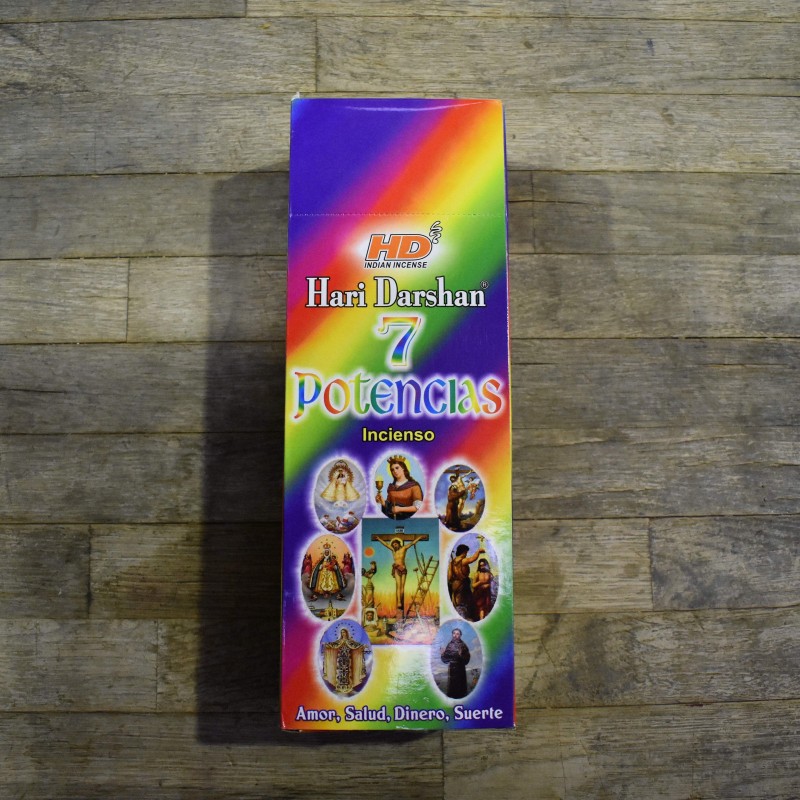 HD
INDIAN INCENSE
Hari Darshan®
7
Potencias
Incienso
Amor, Salud, Dinero, Suerte